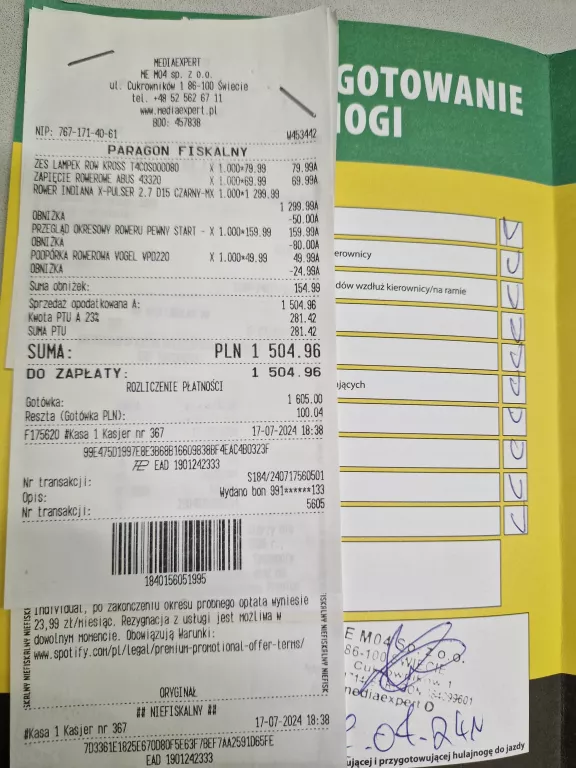 MEDIAEXPERT
ME M04 sp. z o.o.
ul. Cukrowników 1 86-100 Świecie
tel. +48 52 562 67 11
www.mediaexpert.pl
BDO: 457838
NIP: 767-171-40-61 W453442
PARAGON FISKALNY
ZES LAMPEK ROW KROSS T4COS000080 X 1.000*79.99 79.99A
ZAPIĘCIE ROWEROWE ABUS 43320 X 1.000*69.99 69.99A
ROWER INDIANA X-PULSER 2.7 D15 CZARNY-MX 1.000*1 299.99
1 299.99A
OBNIŻKA -50.00A
PRZEGLĄD OKRESOWY ROWERU PEWNY START - X 1.000*159.99 159.99A
OBNIŻKA -80.00A
PODPÓRKA ROWEROWA VOGEL VPD220 X 1.000*49.99 49.99A
OBNIŻKA -24.99A
Suma obniżek: 154.99
Sprzedaż opodatkowana A: 1 504.96
Kwota PTU A 23% 281.42
SUMA PTU 281.42
SUMA: PLN 1 504.96
DO ZAPŁATY: 1 504.96
ROZLICZENIE PŁATNOŚCI
Gotówka: 1 605.00
Reszta (Gotówka PLN): 100.04
F175620 #Kasa 1 Kasjer nr 367 17-07-2024 18:38
99E475D1997E8E3B68B16609B38BF4EAC4B0323F
EAD 1901242333
Nr transakcji: S184/240717560501
Opis: Wydano bon 991******133
Nr transakcji: 5605
1840156051995
Individual, po zakończeniu okresu próbnego opłata wyniesie
23,99 zł/miesiąc. Rezygnacja z usługi jest możliwa w
dowolnym momencie. Obowiązują Warunki:
www.spotify.com/pl/legal/premium-promotional-offer-terms/
ORYGINAŁ
## NIEFISKALNY ##
#Kasa 1 Kasjer nr 367 17-07-2024 18:38
7D3361E1825E670D80F5E63F78EF7AA2591D65FE
EAD 1901242333
GOTOWANIE
NOGI
kierownicy
dów wzdłuż kierownicy/na ramie
ających
E M04 Sp. z o.o.
86-100 ŚWIECIE
Cukrowników 1
mediaexpert
ującej i przygotowującej hulajnogę do jazdy